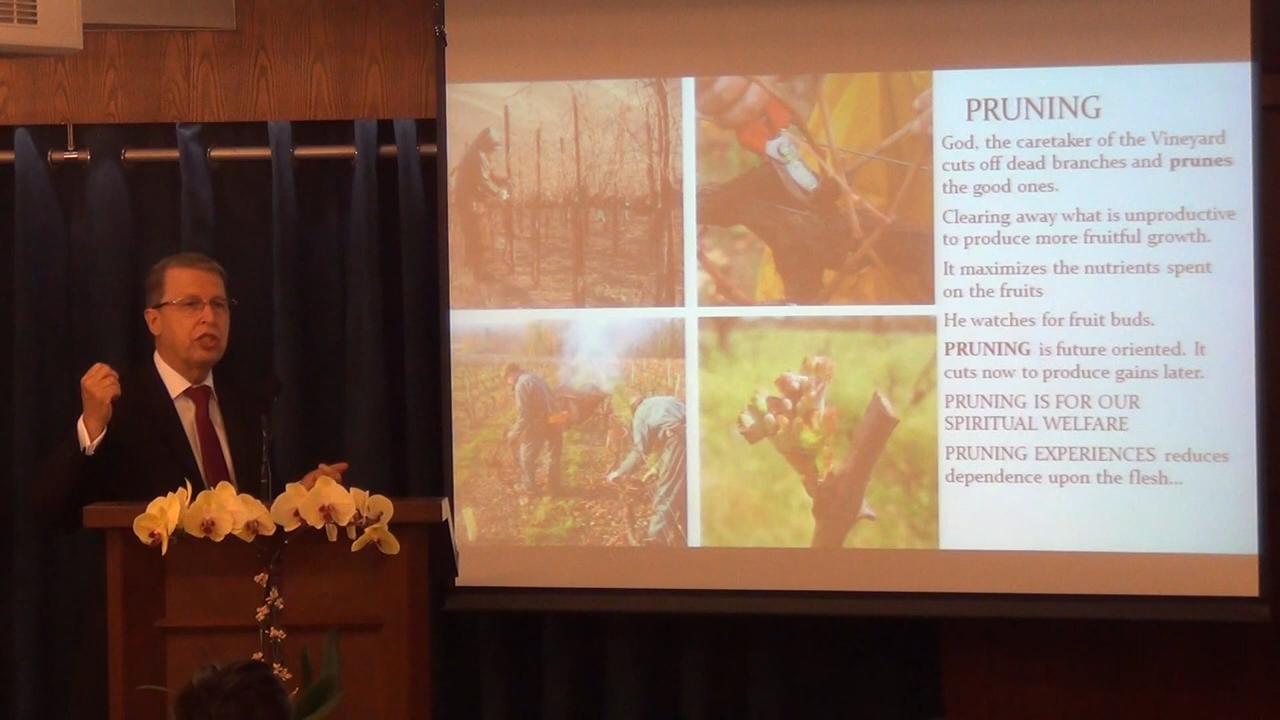 PRUNING
God, the caretaker of the Vineyard
cuts off dead branches and prunes
the good ones.
Clearing away what is unproductive
to produce more fruitful growth.
It maximizes the nutrients spent
on the fruits
He watches for fruit buds.
PRUNING is future oriented. It
cuts now to produce gains later.
PRUNING IS FOR OUR
SPIRITUAL WELFARE
PRUNING EXPERIENCES reduces
dependence upon the flesh...